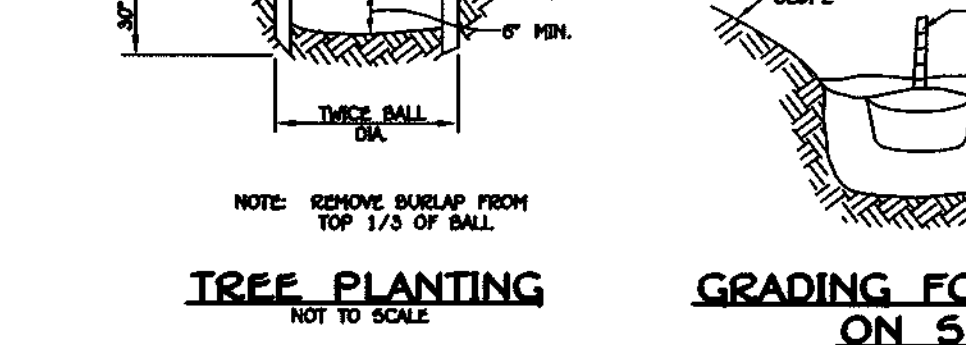 30"
6" MIN.
TWICE BALL
DIA.
NOTE: REMOVE BURLAP FROM
TOP 1/3 OF BALL
TREE PLANTING
NOT TO SCALE
SLOPE
GRADING FO
ON S